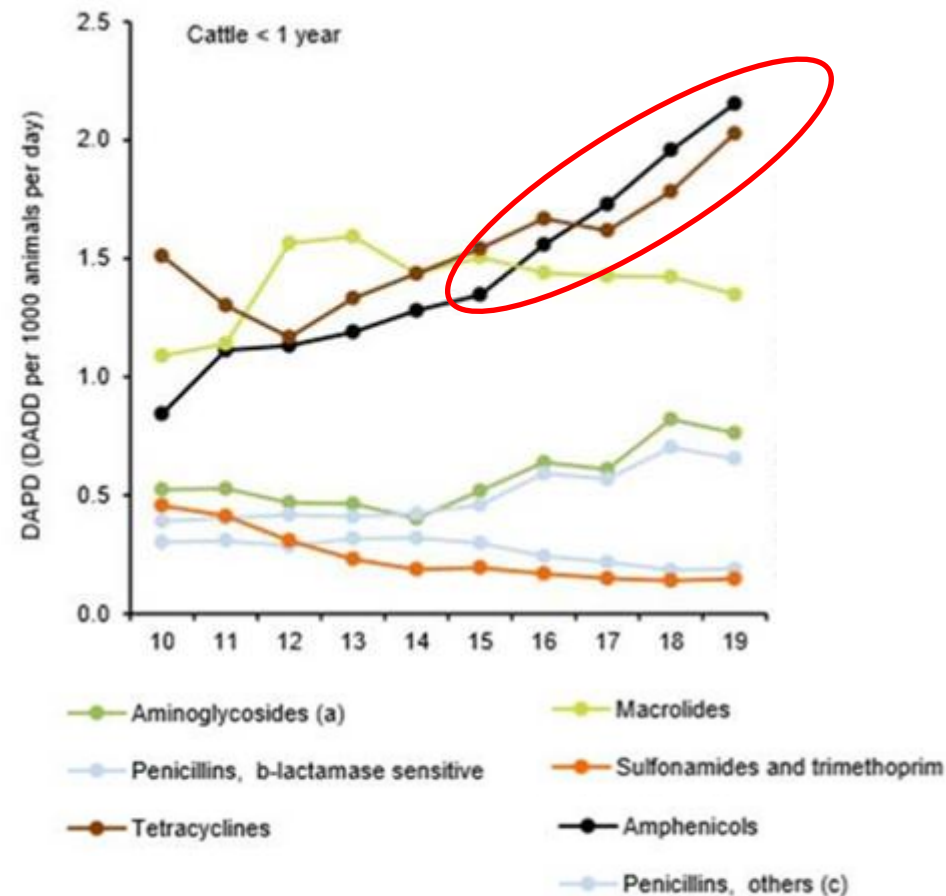 Cattle < 1 year
DAPD (DADD per 1000 animals per day)
2.5
2.0
1.5
1.0
0.5
0.0
10 11 12 13 14 15 16 17 18 19
Aminoglycosides (a)
Macrolides
Penicillins, b-lactamase sensitive
Sulfonamides and trimethoprim
Tetracyclines
Amphenicols
Penicillins, others (c)